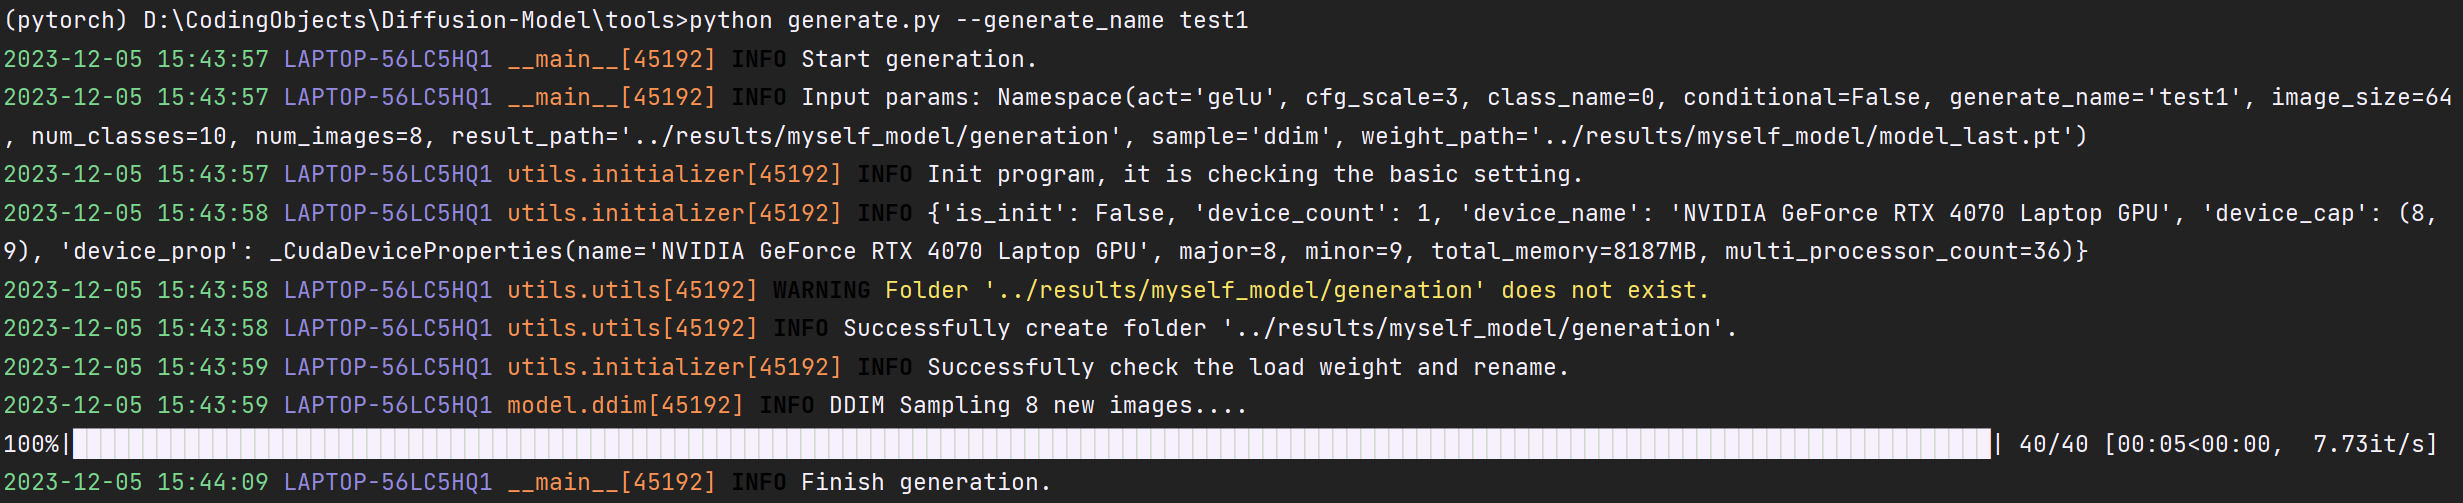 (pytorch) D:\CodingObjects\Diffusion-Model\tools>python generate.py --generate_name test1
2023-12-05 15:43:57 LAPTOP-56LC5HQ1 __main__[45192] INFO Start generation.
2023-12-05 15:43:57 LAPTOP-56LC5HQ1 __main__[45192] INFO Input params: Namespace(act='gelu', cfg_scale=3, class_name=0, conditional=False, generate_name='test1', image_size=64
, num_classes=10, num_images=8, result_path='../results/myself_model/generation', sample='ddim', weight_path='../results/myself_model/model_last.pt')
2023-12-05 15:43:57 LAPTOP-56LC5HQ1 utils.initializer[45192] INFO Init program, it is checking the basic setting.
2023-12-05 15:43:58 LAPTOP-56LC5HQ1 utils.initializer[45192] INFO {'is_init': False, 'device_count': 1, 'device_name': 'NVIDIA GeForce RTX 4070 Laptop GPU', 'device_cap': (8,
9), 'device_prop': _CudaDeviceProperties(name='NVIDIA GeForce RTX 4070 Laptop GPU', major=8, minor=9, total_memory=8187MB, multi_processor_count=36)}
2023-12-05 15:43:58 LAPTOP-56LC5HQ1 utils.utils[45192] WARNING Folder '../results/myself_model/generation' does not exist.
2023-12-05 15:43:58 LAPTOP-56LC5HQ1 utils.utils[45192] INFO Successfully create folder '../results/myself_model/generation'.
2023-12-05 15:43:59 LAPTOP-56LC5HQ1 utils.initializer[45192] INFO Successfully check the load weight and rename.
2023-12-05 15:43:59 LAPTOP-56LC5HQ1 model.ddim[45192] INFO DDIM Sampling 8 new images....
100%|| 40/40 [00:05<00:00,  7.73it/s]
2023-12-05 15:44:09 LAPTOP-56LC5HQ1 __main__[45192] INFO Finish generation.